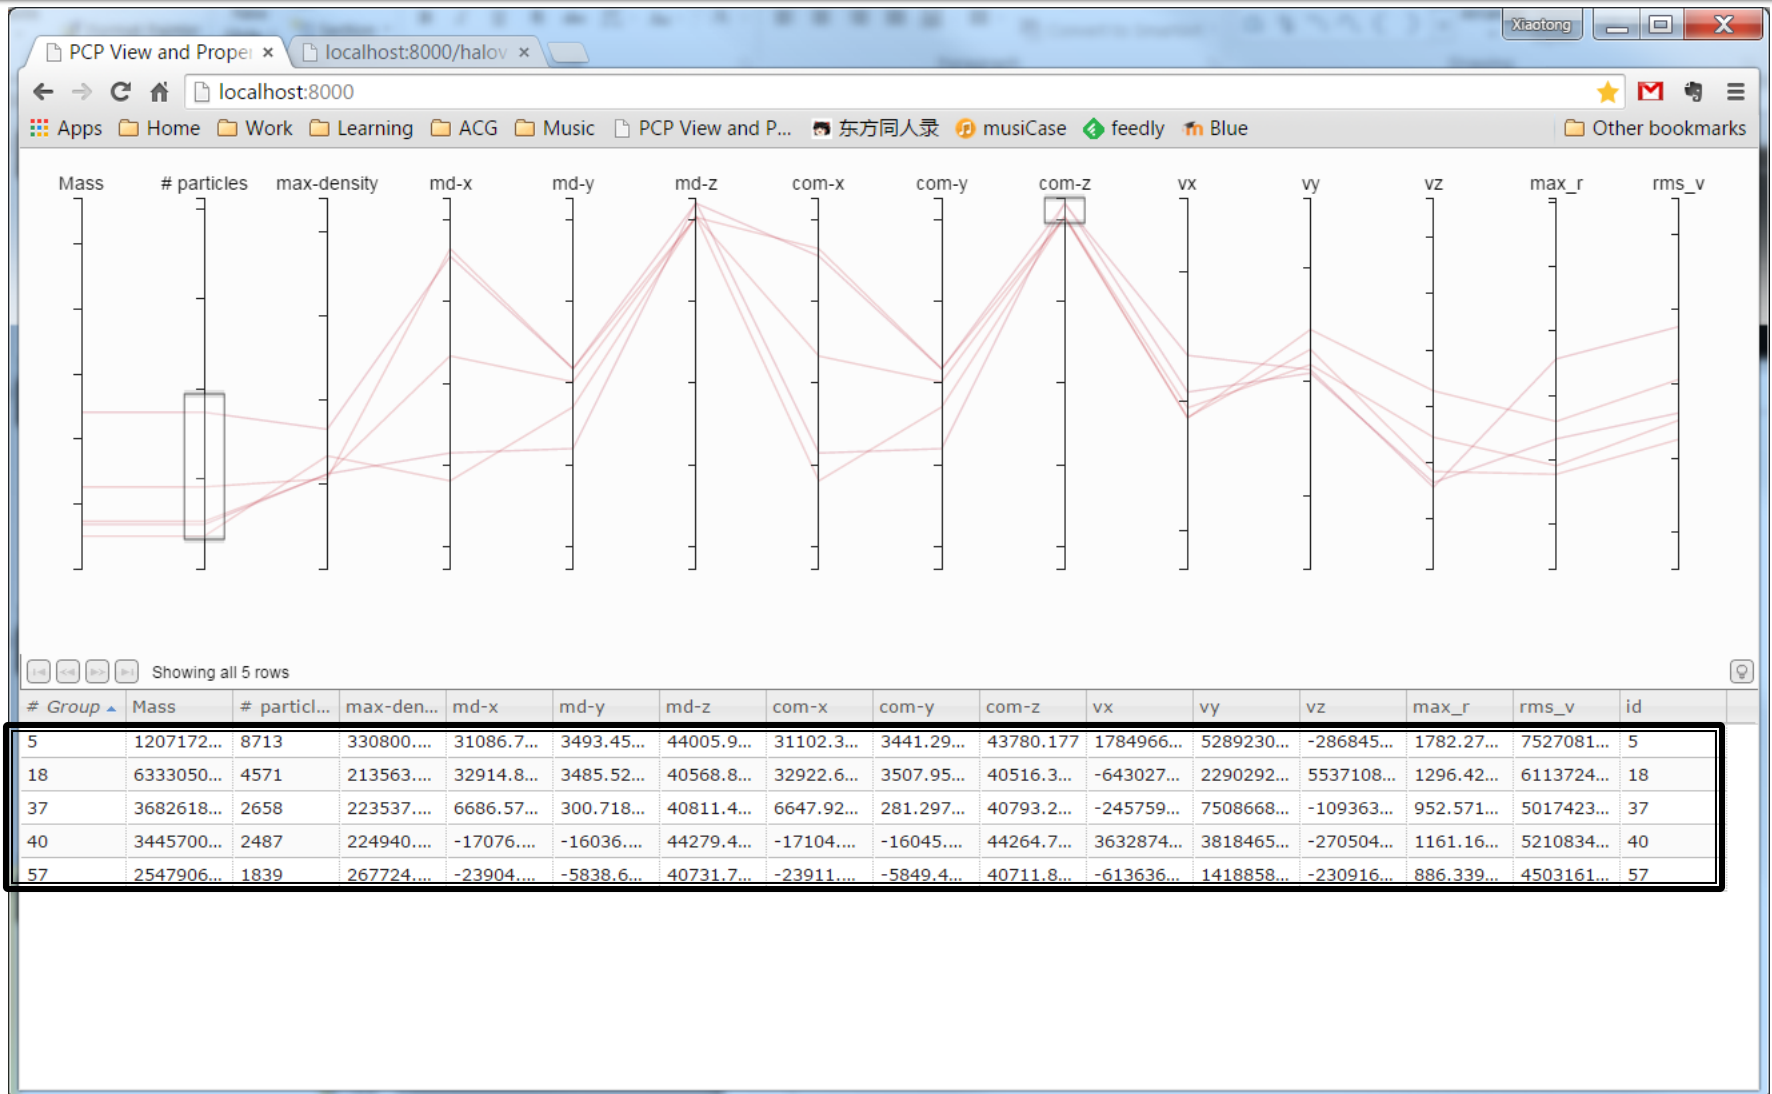 Xiaotong
PCP View and Proper localhost:8000/halov
localhost:8000
Apps Home Work Learning ACG Music PCP View and P... 东方同人录 musiCase feedly Blue Other bookmarks
Mass # particles max-density md-x md-y md-z com-x com-y com-z vx vy vz max_r rms_v
Showing all 5 rows
# Group Mass # particl... max-den... md-x md-y md-z com-x com-y com-z vx vy vz max_r rms_v id
5 1207172... 8713 330800.... 31086.7... 3493.45... 44005.9... 31102.3... 3441.29... 43780.177 1784966... 5289230... -286845... 1782.27... 7527081... 5
18 6333050... 4571 213563.... 32914.8... 3485.52... 40568.8... 32922.6... 3507.95... 40516.3... -643027... 2290292... 5537108... 1296.42... 6113724... 18
37 3682618... 2658 223537.... 6686.57... 300.718... 40811.4... 6647.92... 281.297... 40793.2... -245759... 7508668... -109363... 952.571... 5017423... 37
40 3445700... 2487 224940.... -17076.... -16036.... 44279.4... -17104.... -16045.... 44264.7... 3632874... 3818465... -270504... 1161.16... 5210834... 40
57 2547906... 1839 267724.... -23904.... -5838.6... 40731.7... -23911.... -5849.4... 40711.8... -613636... 1418858... -230916... 886.339... 4503161... 57